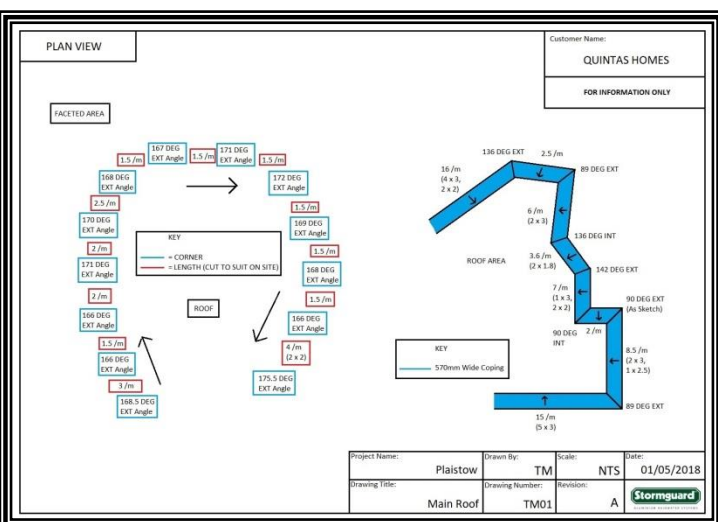 PLAN VIEW
Customer Name:
QUINTAS HOMES
FOR INFORMATION ONLY
FACETED AREA
167 DEG
EXT Angle
171 DEG
EXT Angle
1.5 /m
1.5 /m
1.5 /m
168 DEG
EXT Angle
172 DEG
EXT Angle
2.5 /m
1.5 /m
170 DEG
EXT Angle
169 DEG
EXT Angle
2 /m
1.5 /m
171 DEG
EXT Angle
168 DEG
EXT Angle
2 /m
1.5 /m
166 DEG
EXT Angle
166 DEG
EXT Angle
1.5 /m
4 /m
(2 x 2)
166 DEG
EXT Angle
175.5 DEG
EXT Angle
3 /m
168.5 DEG
EXT Angle
KEY
= CORNER
= LENGTH (CUT TO SUIT ON SITE)
ROOF
136 DEG EXT
2.5 /m
16 /m
(4 x 3,
2 x 2)
89 DEG EXT
6 /m
(2 x 3)
136 DEG INT
ROOF AREA
3.6 /m
(2 x 1.8)
142 DEG EXT
7 /m
(1 x 3,
2 x 2)
90 DEG EXT
(As Sketch)
90 DEG
INT
2 /m
8.5 /m
(2 x 3,
1 x 2.5)
KEY
570mm Wide Coping
89 DEG EXT
15 /m
(5 x 3)
Project Name:
Plaistow
Drawn By:
TM
Scale:
NTS
Date:
01/05/2018
Drawing Title:
Main Roof
Drawing Number:
TM01
Revision:
A
Stormguard